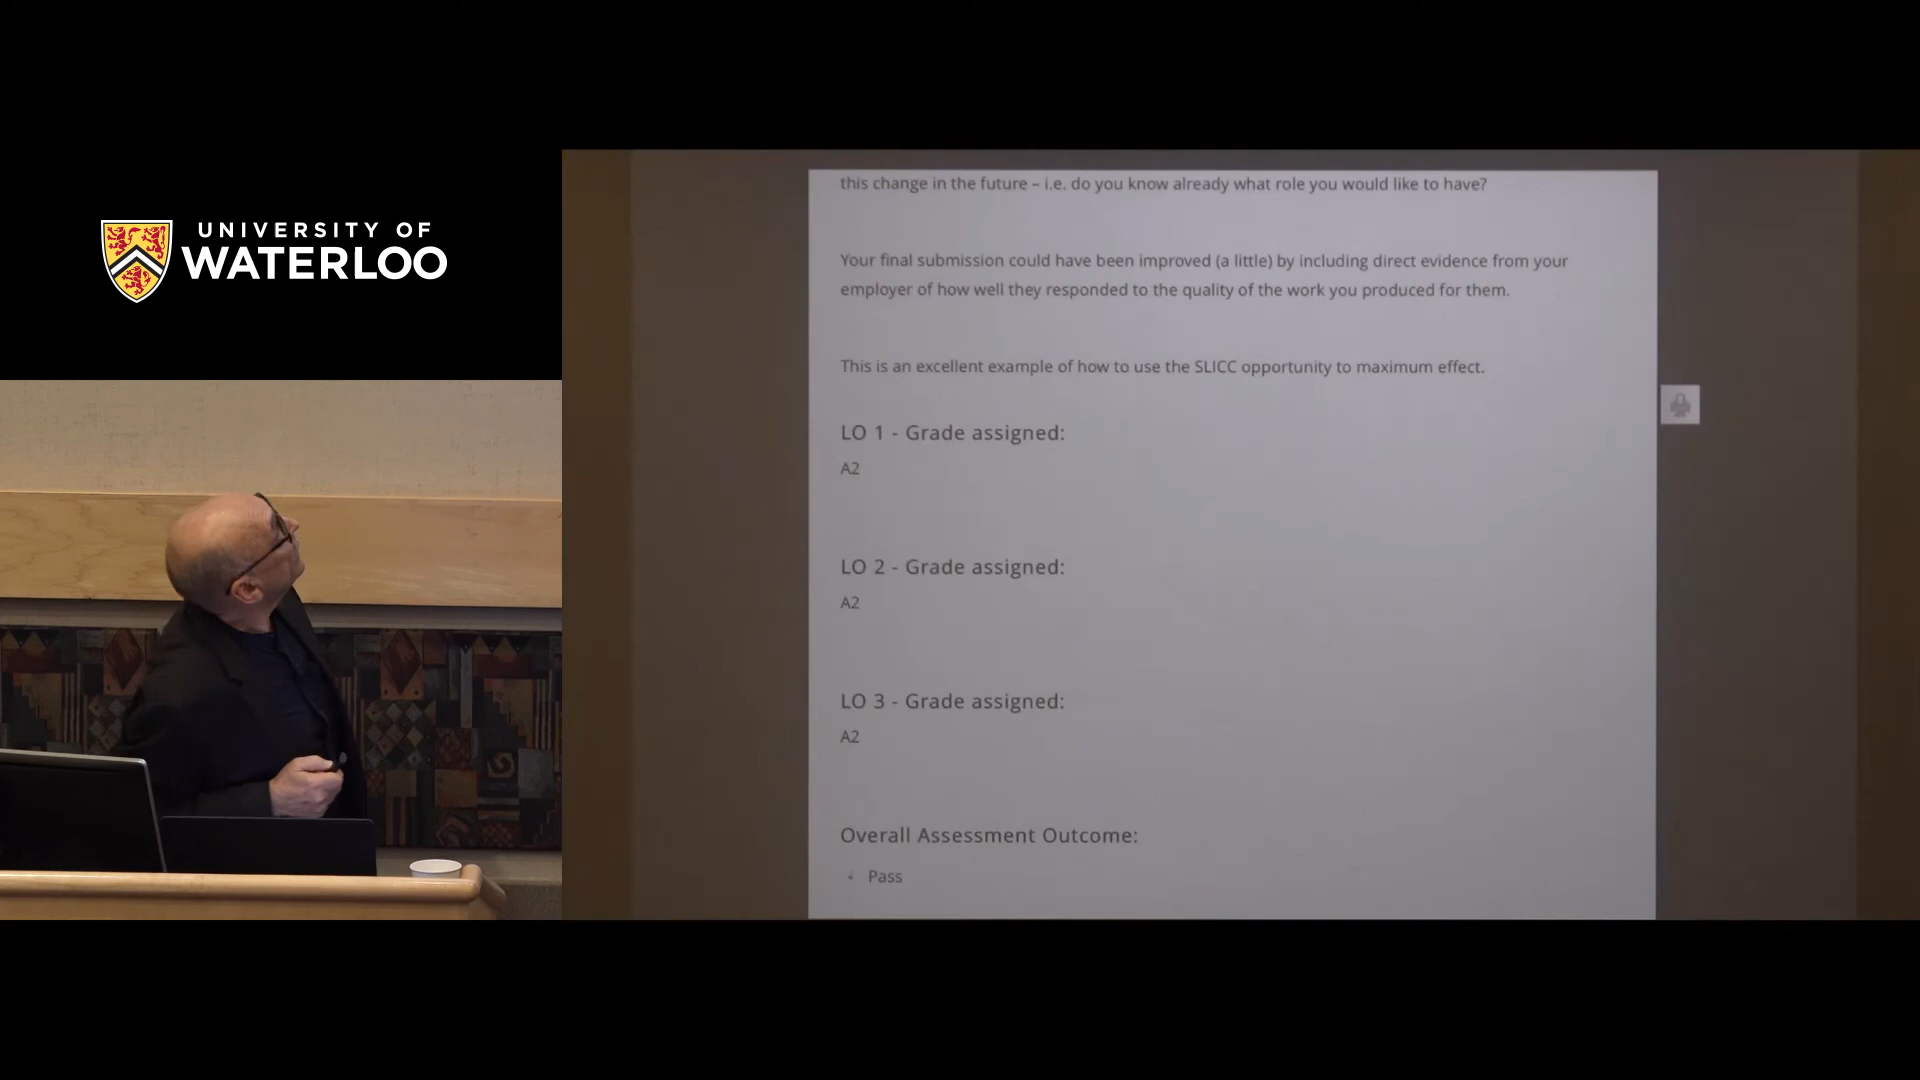 UNIVERSITY OF
WATERLOO
this change in the future – i.e. do you know already what role you would like to have?
Your final submission could have been improved (a little) by including direct evidence from your
employer of how well they responded to the quality of the work you produced for them.
This is an excellent example of how to use the SLICC opportunity to maximum effect.
LO 1 - Grade assigned:
A2
LO 2 - Grade assigned:
A2
LO 3 - Grade assigned:
A2
Overall Assessment Outcome:
• Pass